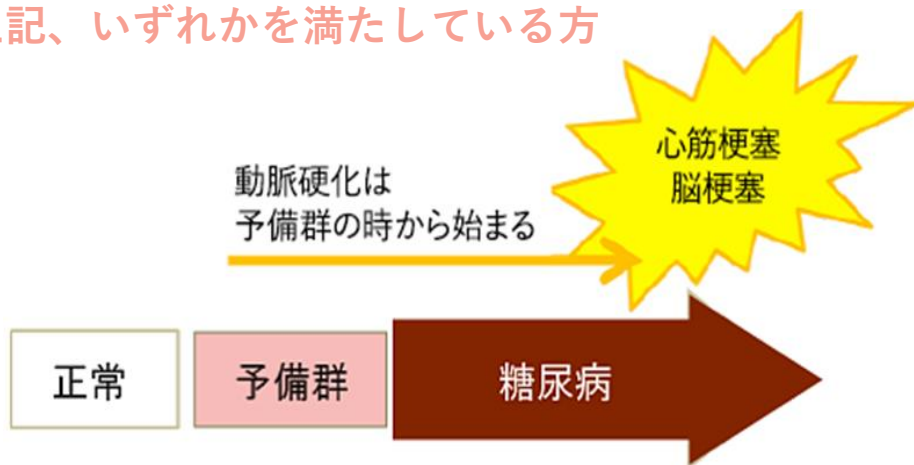 記、いずれかを満たしている方
心筋梗塞
脳梗塞
動脈硬化は
予備群の時から始まる
正常
予備群
糖尿病